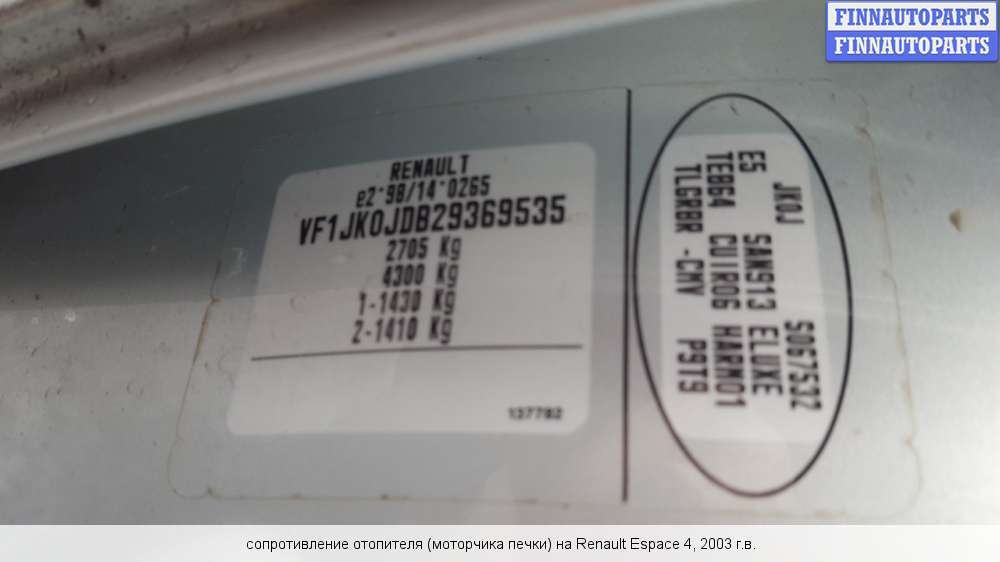 FINNAUTOPARTS
FINNAUTOPARTS
RENAULT
e2*98/14*0265
VF1JK0JDB29369535
2705 Kg
4300 Kg
1-1430 Kg
2-1410 Kg
137782
JK0J S067532
E5 SAN913 ELUXE
TEB64 CUIR06 HARM01
TLGRBR -CMV P9T9
сопротивление отопителя (моторчика печки) на Renault Espace 4, 2003 г.в.